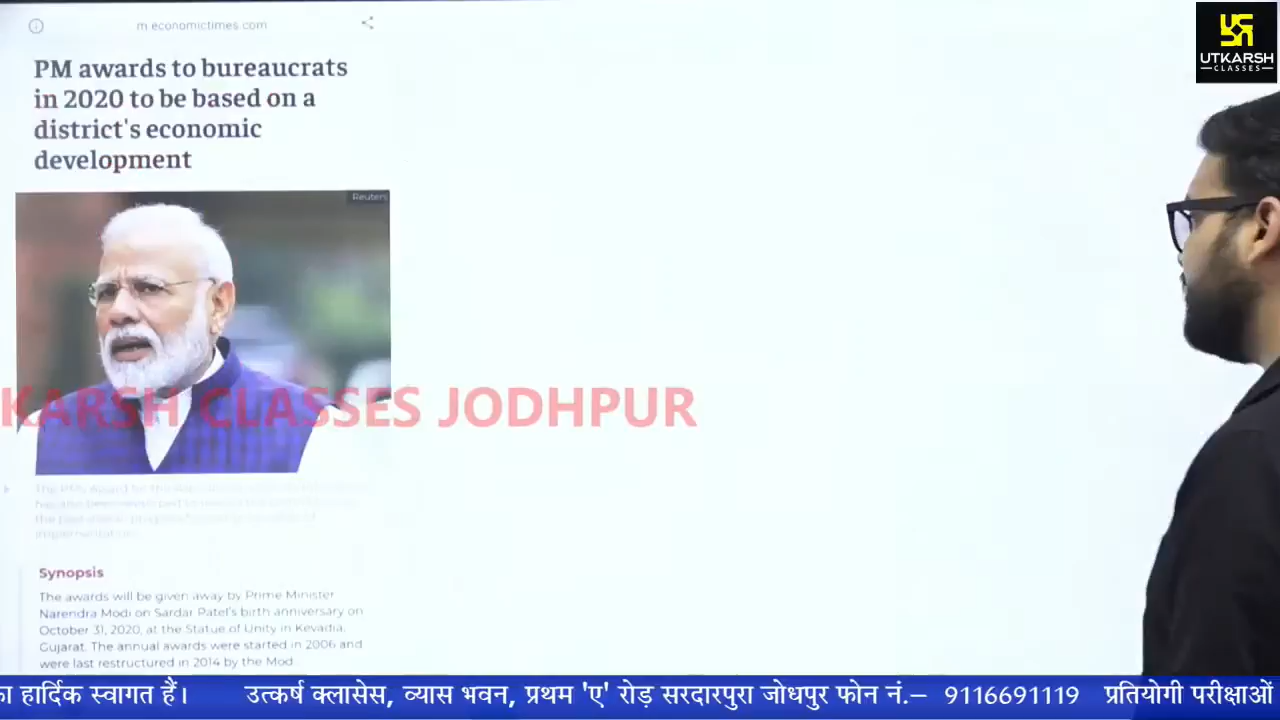 m.economictimes.com
UTKARSH
CLASSES
PM awards to bureaucrats
in 2020 to be based on a
district's economic
development
Reuters
KARSH CLASSES JODHPUR
the past
implementation.
Synopsis
The awards will be given away by Prime Minister
Narendra Modi on Sardar Patel's birth anniversary on
October 31, 2020, at the Statue of Unity in Kevadia,
Gujarat. The annual awards were started in 2006 and
were last restructured in 2014 by the Mod
का हार्दिक स्वागत हैं। उत्कर्ष क्लासेस, व्यास भवन, प्रथम 'ए' रोड़ सरदारपुरा जोधपुर फोन नं.– 9116691119 प्रतियोगी परीक्षाओं